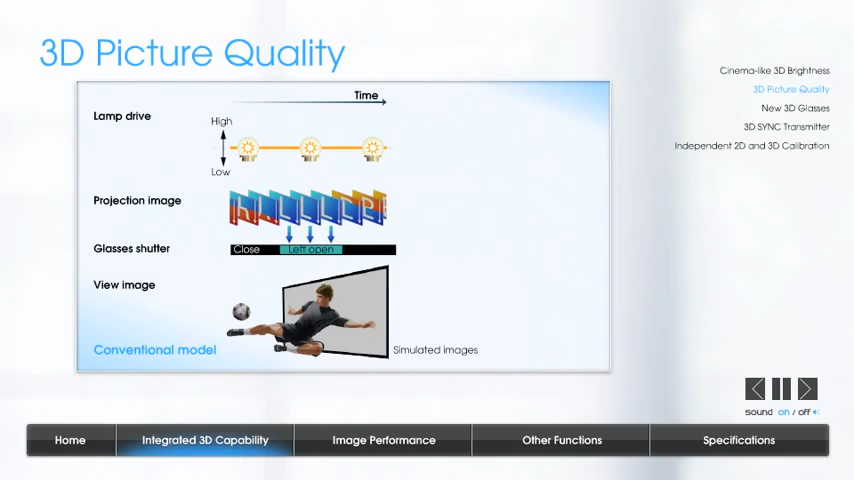 3D Picture Quality
Cinema-like 3D Brightness
3D Picture Quality
New 3D Glasses
3D SYNC Transmitter
Independent 2D and 3D Calibration
Time
Lamp drive
High
Low
Projection image
Glasses shutter
Close
Left open
View image
Conventional model
Simulated images
sound on / off
Home
Integrated 3D Capability
Image Performance
Other Functions
Specifications